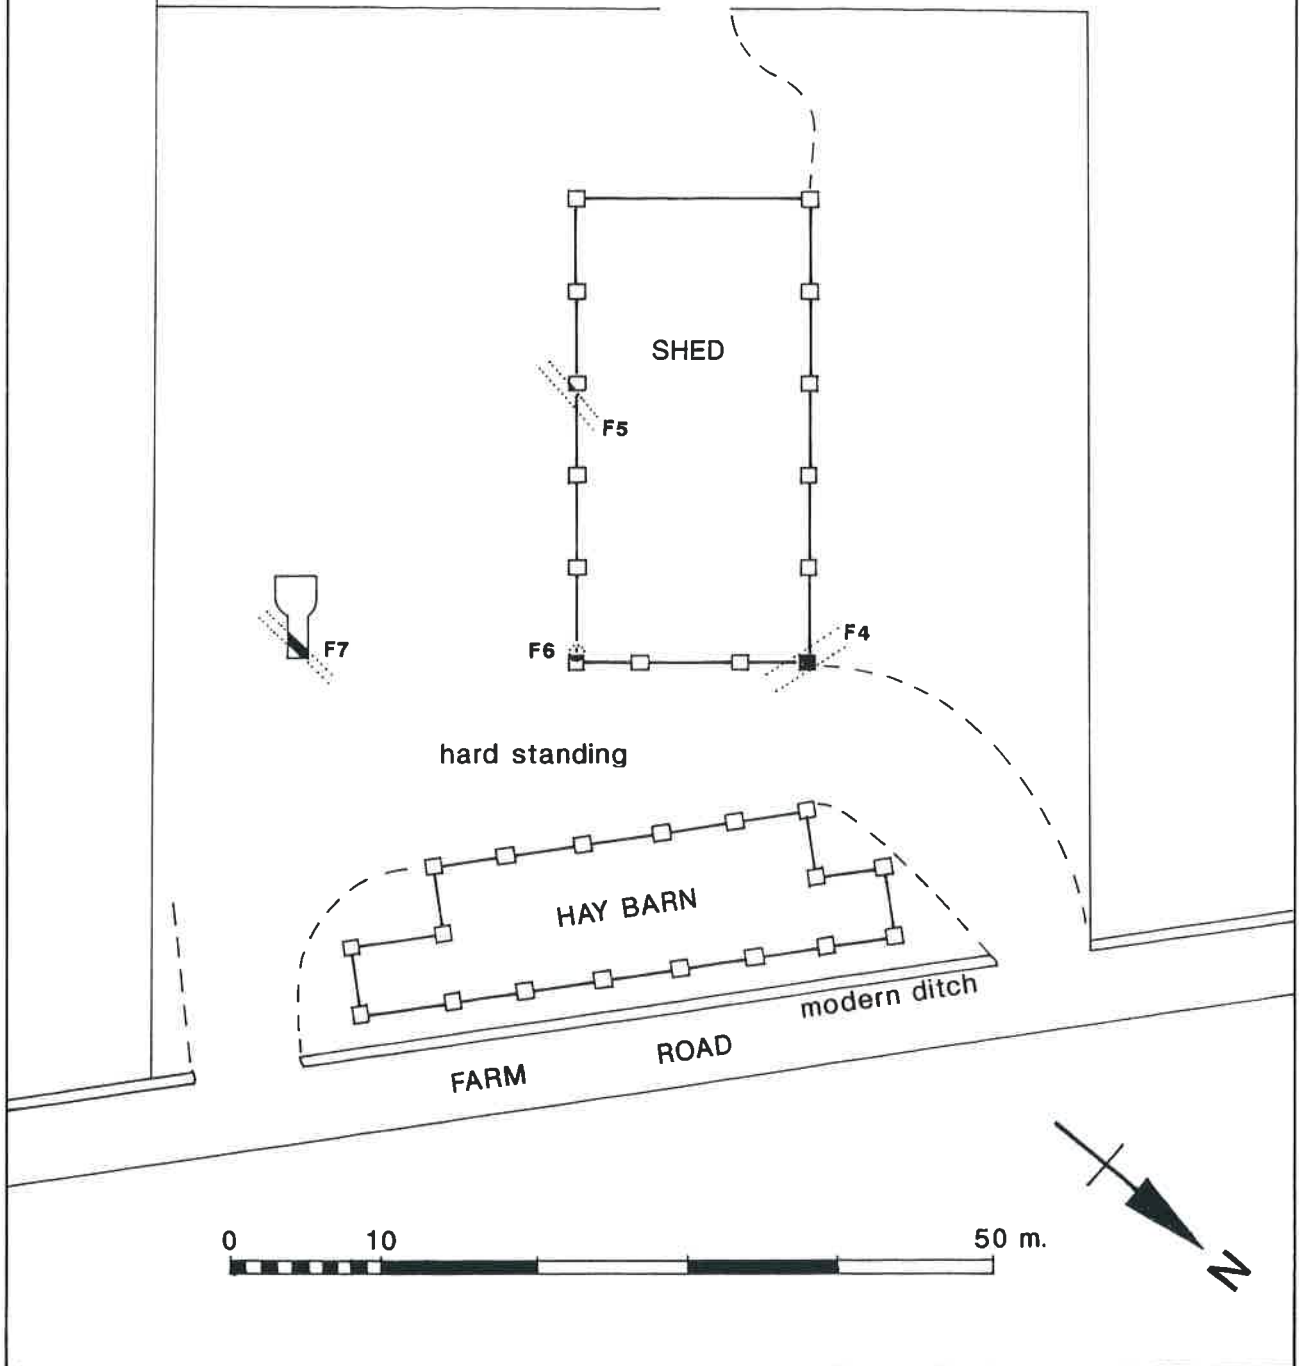 SHED
F5
F4
F6
F7
hard standing
HAY BARN
modern ditch
FARM ROAD
0 10 50 m.
N